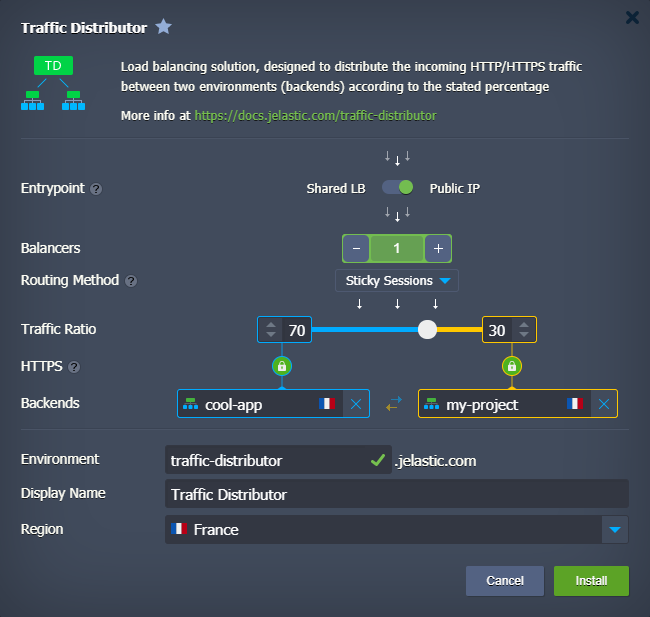 Traffic Distributor
TD
Load balancing solution, designed to distribute the incoming HTTP/HTTPS traffic
between two environments (backends) according to the stated percentage
More info at https://docs.jelastic.com/traffic-distributor
Entrypoint ?
Shared LB
Public IP
Balancers
− 1 +
Routing Method ?
Sticky Sessions
Traffic Ratio
70
30
HTTPS ?
Backends
cool-app
my-project
Environment
traffic-distributor
.jelastic.com
Display Name
Traffic Distributor
Region
France
Cancel
Install